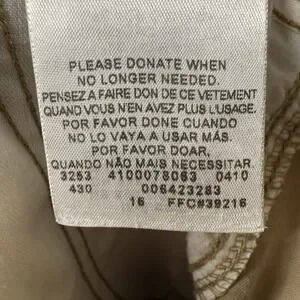 PLEASE DONATE WHEN
NO LONGER NEEDED.
PENSEZ A FAIRE DON DE CE VETEMENT
QUAND VOUS N'EN AVEZ PLUS L'USAGE.
POR FAVOR DONE CUANDO
NO LO VAYA A USAR MÁS.
POR FAVOR DOAR,
QUANDO NÃO MAIS NECESSITAR.
3253 4100078063 0410
430 006423283
16 FFC#39216